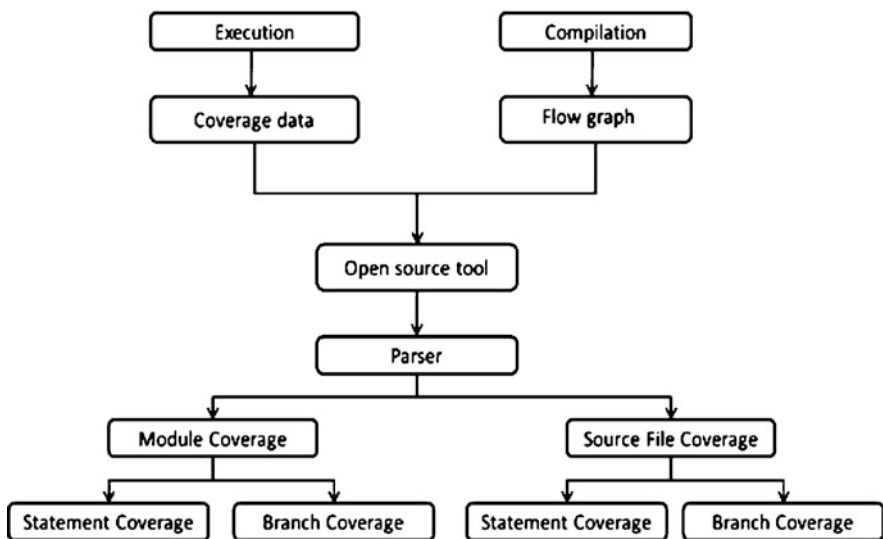 Execution
Compilation
Coverage data
Flow graph
Open source tool
Parser
Module Coverage
Source File Coverage
Statement Coverage
Branch Coverage
Statement Coverage
Branch Coverage